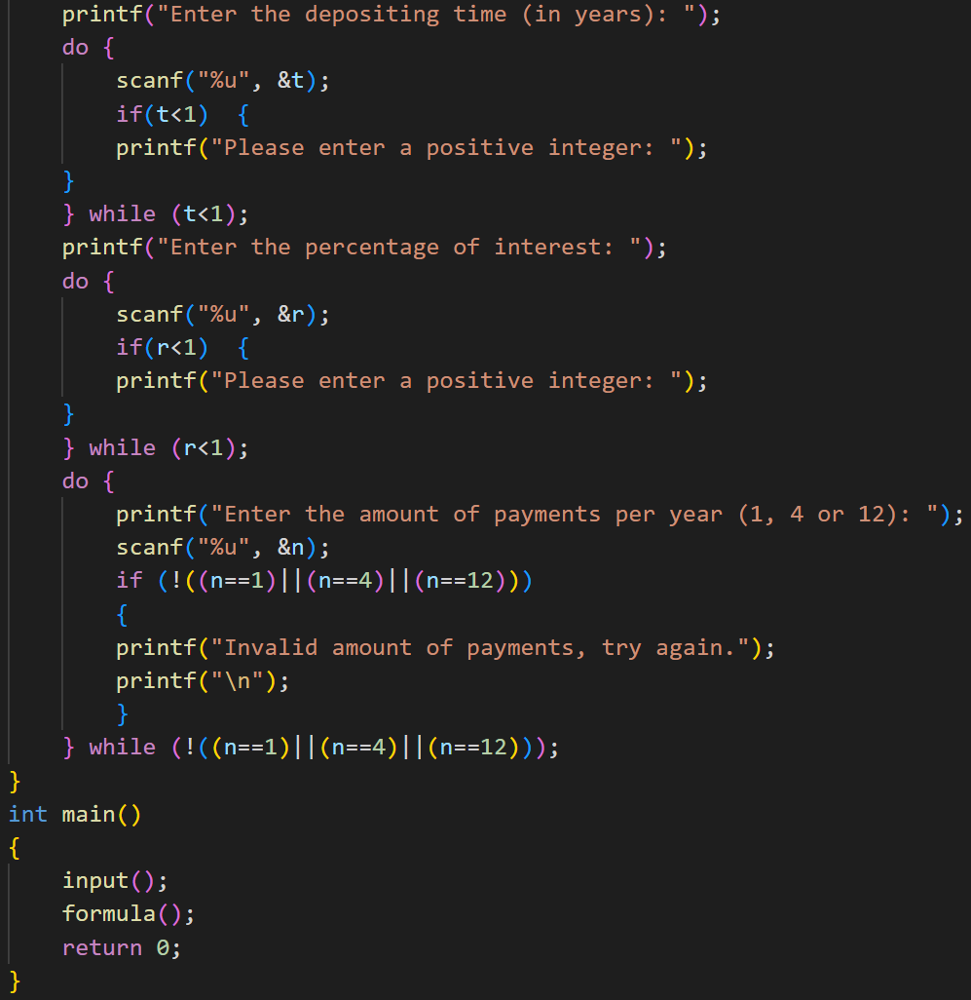 printf("Enter the depositing time (in years): ");
    do {
        scanf("%u", &t);
        if(t<1)  {
        printf("Please enter a positive integer: ");
    }
    } while (t<1);
    printf("Enter the percentage of interest: ");
    do {
        scanf("%u", &r);
        if(r<1)  {
        printf("Please enter a positive integer: ");
    }
    } while (r<1);
    do {
        printf("Enter the amount of payments per year (1, 4 or 12): ");
        scanf("%u", &n);
        if (!((n==1)||(n==4)||(n==12)))
        {
        printf("Invalid amount of payments, try again.");
        printf("\n");
        }
    } while (!((n==1)||(n==4)||(n==12)));
}
int main()
{
    input();
    formula();
    return 0;
}